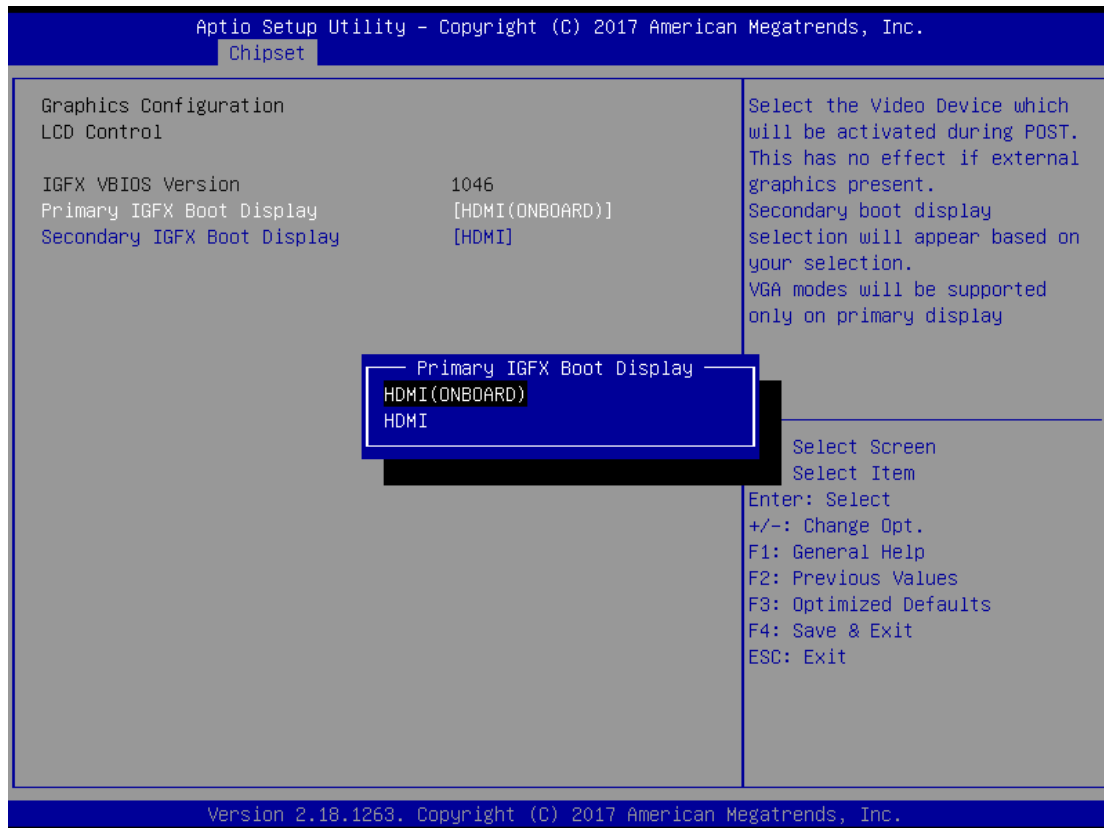 Aptio Setup Utility – Copyright (C) 2017 American Megatrends, Inc.
Chipset
Graphics Configuration
LCD Control
IGFX VBIOS Version 1046
Primary IGFX Boot Display [HDMI(ONBOARD)]
Secondary IGFX Boot Display [HDMI]
Select the Video Device which
will be activated during POST.
This has no effect if external
graphics present.
Secondary boot display
selection will appear based on
your selection.
VGA modes will be supported
only on primary display
Primary IGFX Boot Display
HDMI(ONBOARD)
HDMI
Select Screen
Select Item
Enter: Select
+/-: Change Opt.
F1: General Help
F2: Previous Values
F3: Optimized Defaults
F4: Save & Exit
ESC: Exit
Version 2.18.1263. Copyright (C) 2017 American Megatrends, Inc.